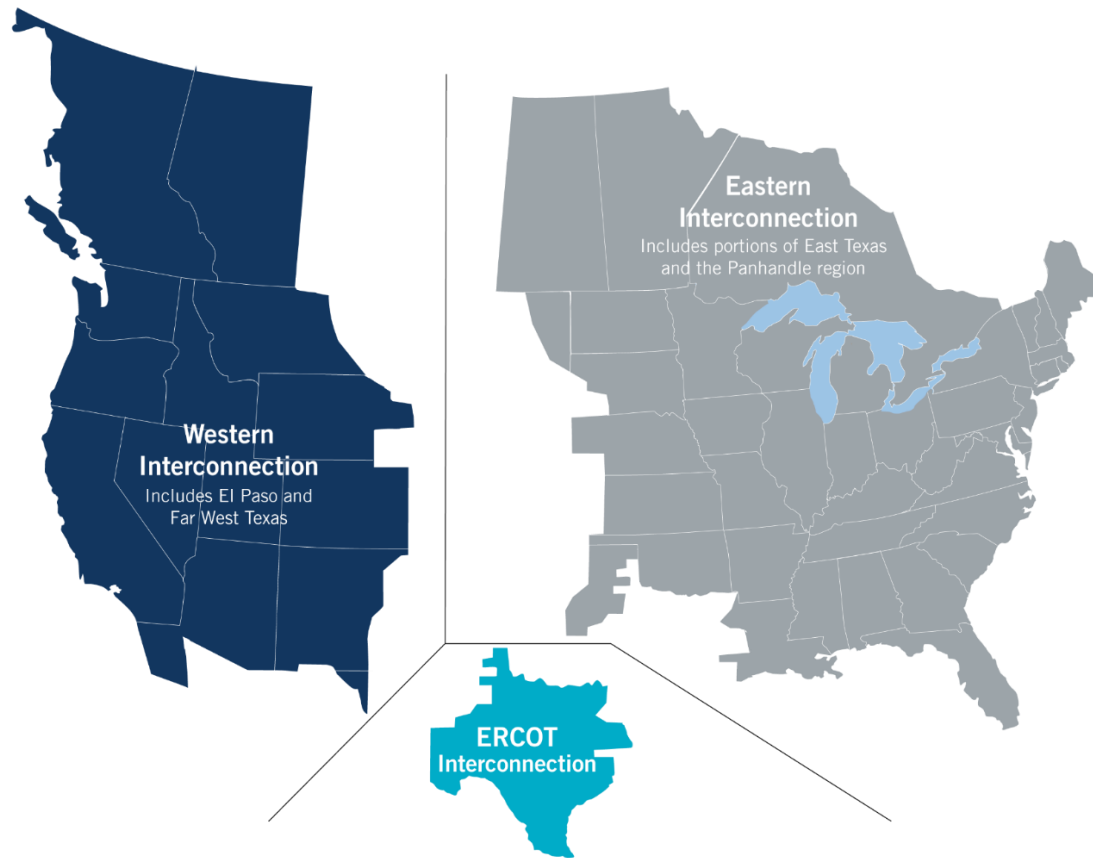 Western
Interconnection
Includes El Paso and
Far West Texas
Eastern
Interconnection
Includes portions of East Texas
and the Panhandle region
ERCOT
Interconnection